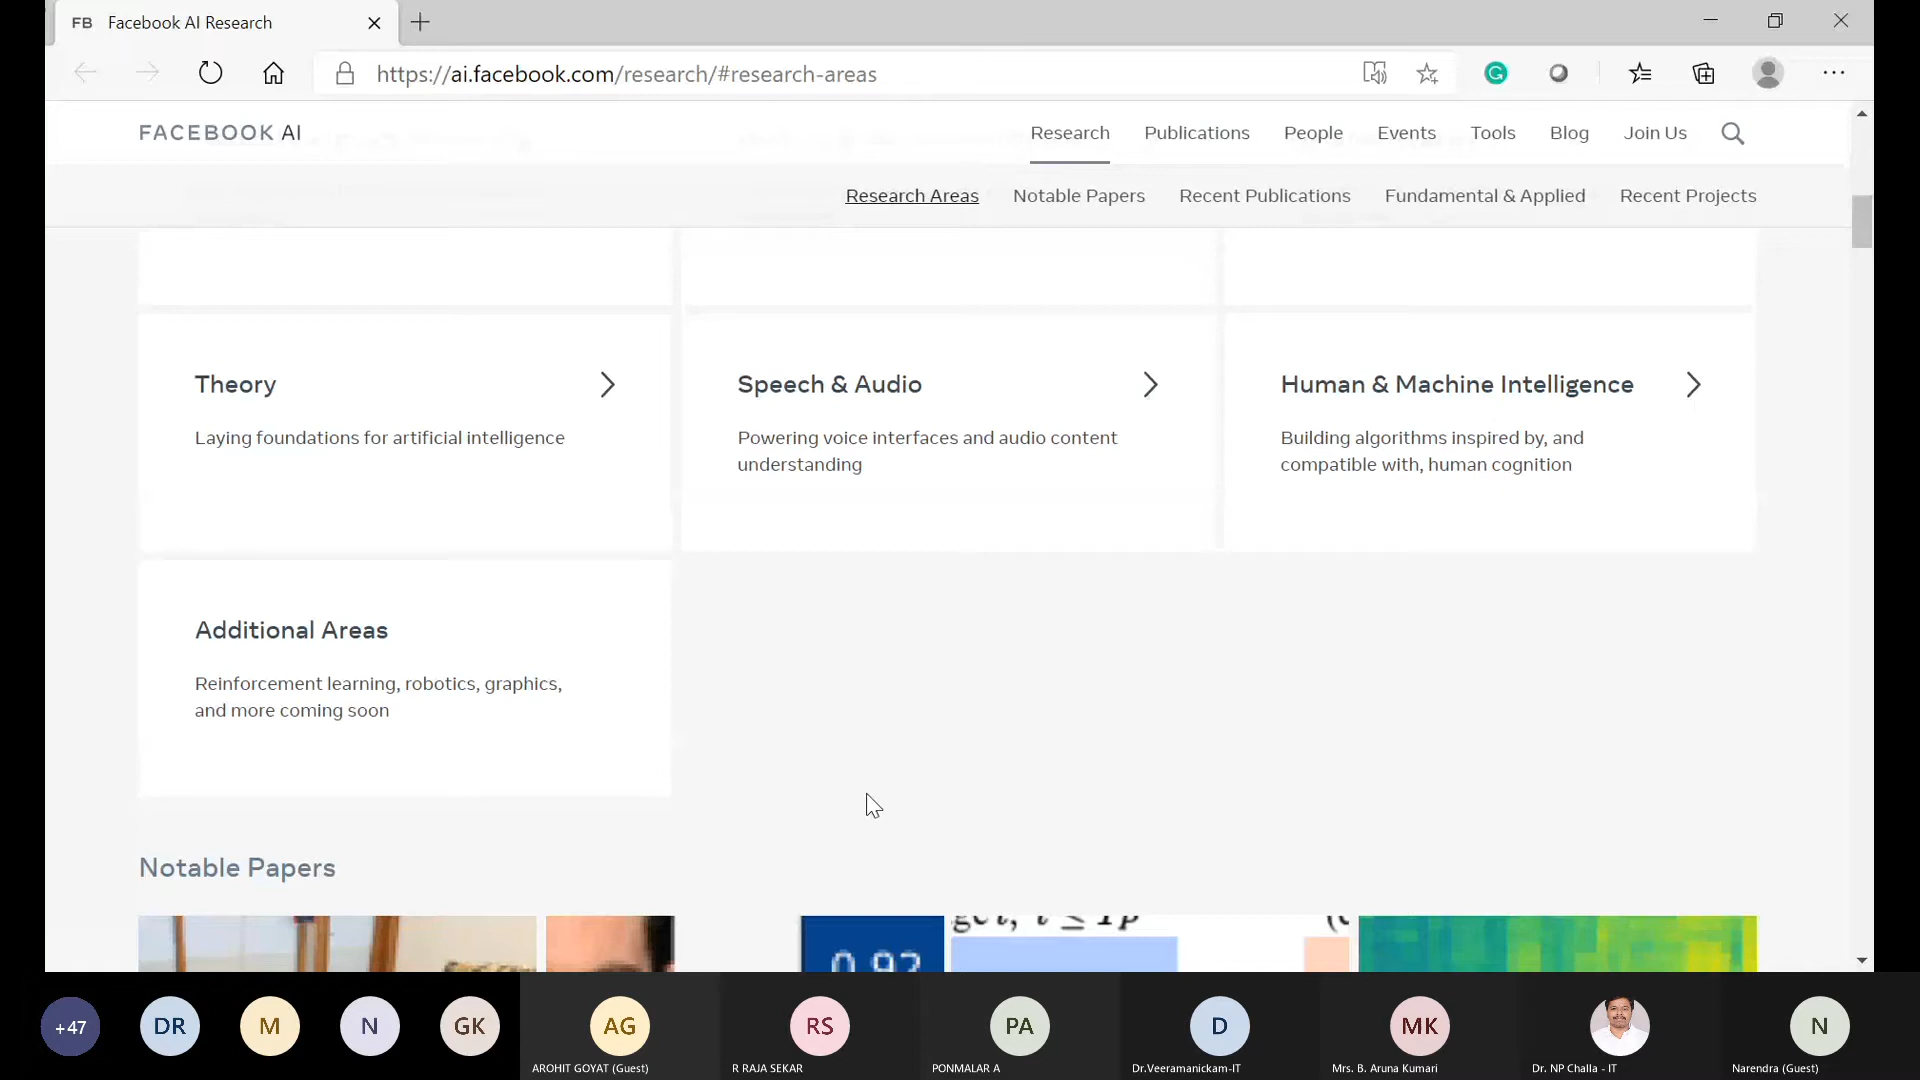 FB Facebook AI Research
https://ai.facebook.com/research/#research-areas
FACEBOOK AI
Research Publications People Events Tools Blog Join Us
Research Areas Notable Papers Recent Publications Fundamental & Applied Recent Projects
Theory
Laying foundations for artificial intelligence
Speech & Audio
Powering voice interfaces and audio content
understanding
Human & Machine Intelligence
Building algorithms inspired by, and
compatible with, human cognition
Additional Areas
Reinforcement learning, robotics, graphics,
and more coming soon
Notable Papers
0.92
+47 DR M N GK AG RS PA D MK N
AROHIT GOYAT (Guest) R RAJA SEKAR PONMALAR A Dr.Veeramanickam-IT Mrs. B. Aruna Kumari Dr. NP Challa - IT Narendra (Guest)